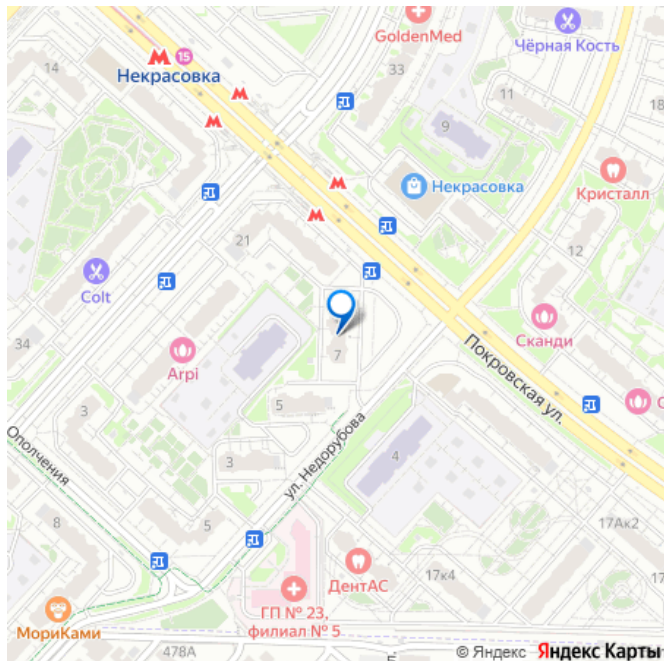 GoldenMed
Чёрная Кость
М 15
Некрасовка
14
33
11
18
М
М
9
М
Некрасовка
Кристалл
М
21
12
Colt
34
Arpi
7
Сканди
Покровская ул.
С
3
5
ул. Недорубова
Ополчения
3
4
8
5
17Ак2
17к4
ДентАС
ГП № 23,
филиал № 5
МориКами
478А
Б.
© Яндекс Яндекс Карты